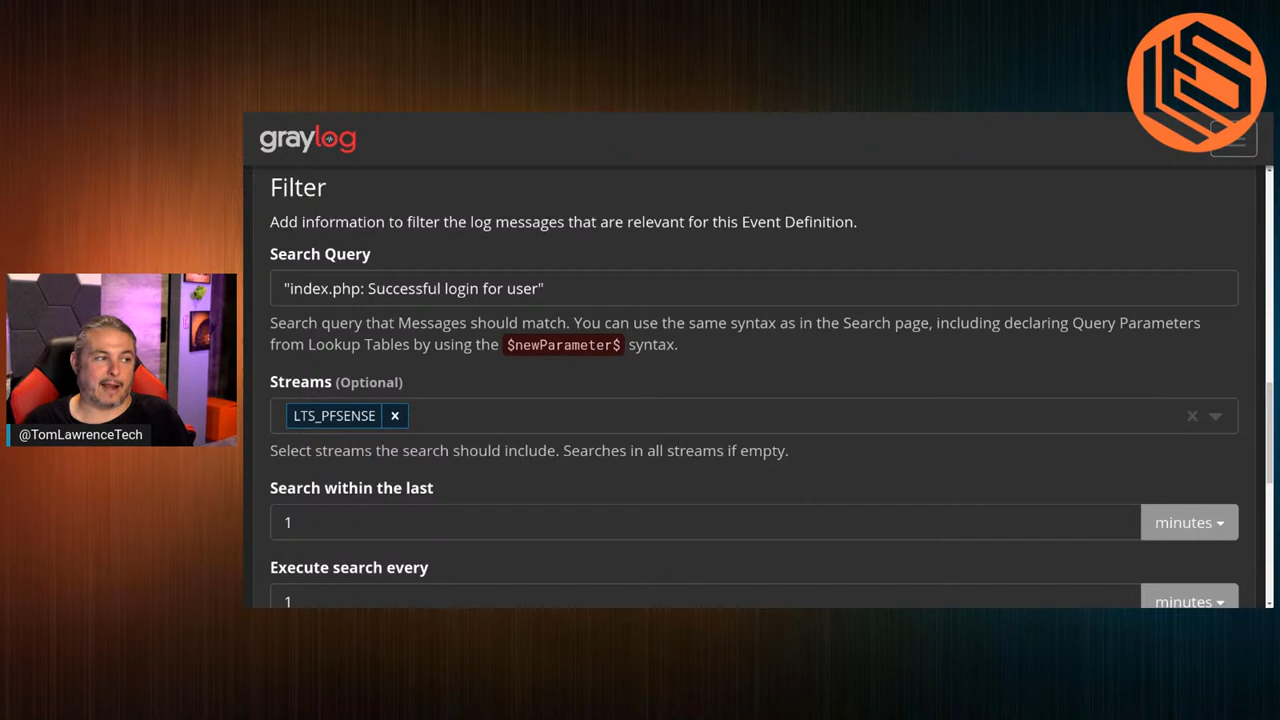 graylog
Filter
Add information to filter the log messages that are relevant for this Event Definition.
Search Query
"index.php: Successful login for user"
Search query that Messages should match. You can use the same syntax as in the Search page, including declaring Query Parameters
from Lookup Tables by using the $newParameter$ syntax.
Streams (Optional)
LTS_PFSENSE ×
Select streams the search should include. Searches in all streams if empty.
Search within the last
1 minutes
Execute search every
1 minutes
@TomLawrenceTech